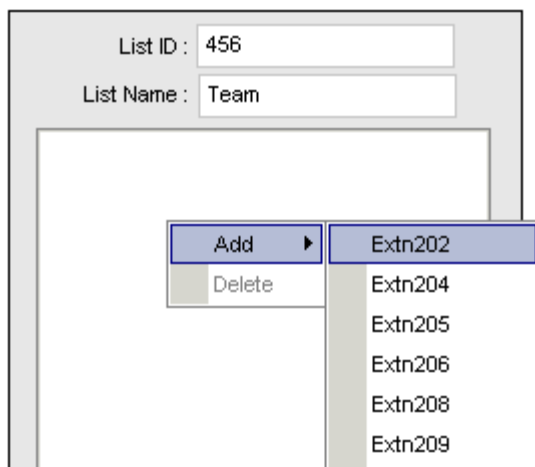 List ID : 456
List Name : Team
Add Extn202
Delete Extn204
Extn205
Extn206
Extn208
Extn209